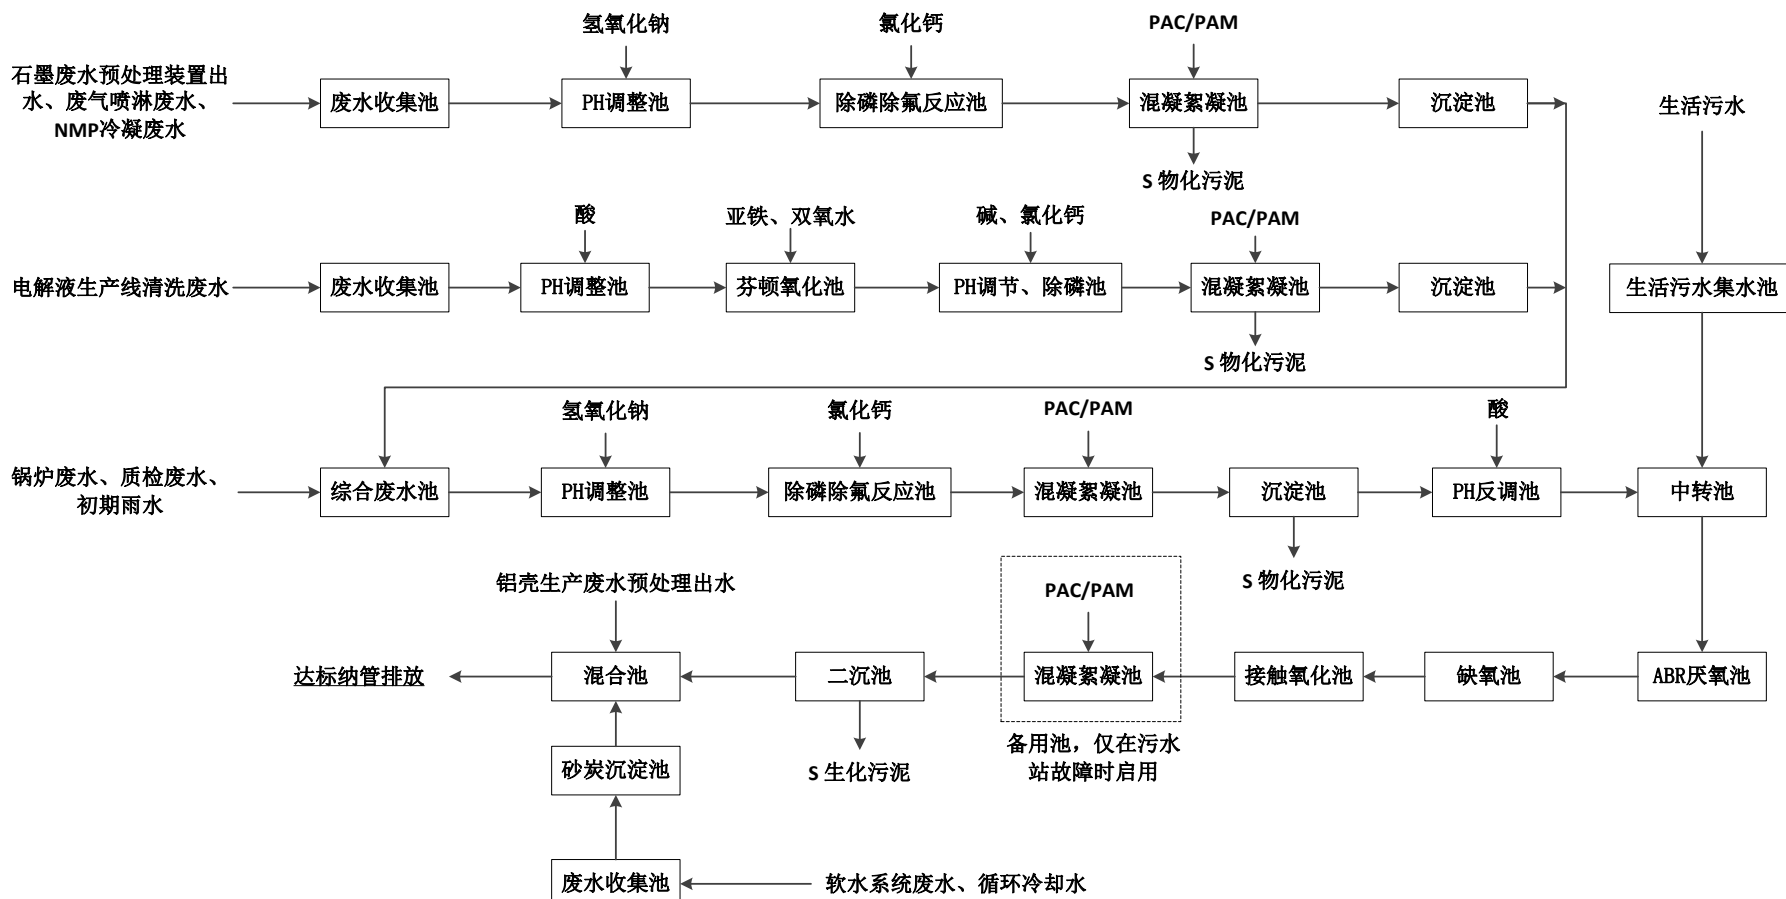 氢氧化钠
氯化钙
PAC/PAM
石墨废水预处理装置出
水、废气喷淋废水、
NMP冷凝废水
废水收集池
PH调整池
除磷除氟反应池
混凝絮凝池
沉淀池
生活污水
S 物化污泥
酸
亚铁、双氧水
碱、氯化钙
PAC/PAM
电解液生产线清洗废水
废水收集池
PH调整池
芬顿氧化池
PH调节、除磷池
混凝絮凝池
沉淀池
生活污水集水池
S 物化污泥
氢氧化钠
氯化钙
PAC/PAM
酸
锅炉废水、质检废水、
初期雨水
综合废水池
PH调整池
除磷除氟反应池
混凝絮凝池
沉淀池
PH反调池
中转池
S 物化污泥
铝壳生产废水预处理出水
PAC/PAM
达标纳管排放
混合池
二沉池
混凝絮凝池
接触氧化池
缺氧池
ABR厌氧池
备用池，仅在污水
站故障时启用
砂炭沉淀池
S 生化污泥
废水收集池
软水系统废水、循环冷却水